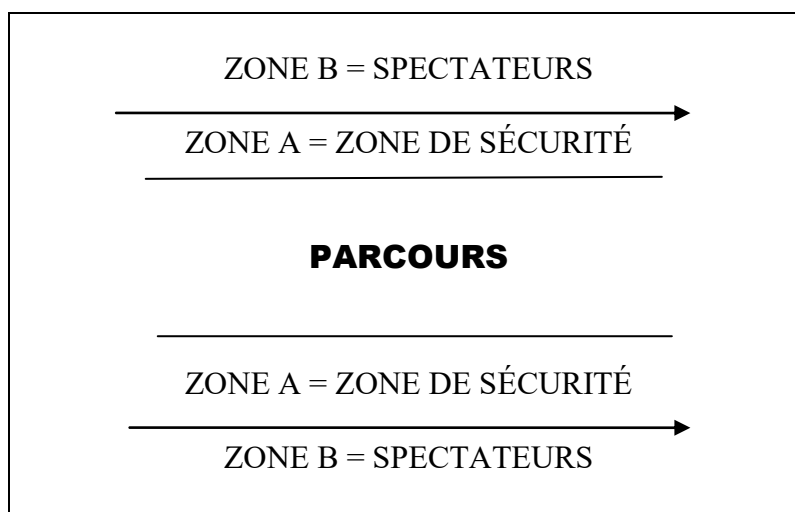 ZONE B = SPECTATEURS
ZONE A = ZONE DE SÉCURITÉ
PARCOURS
ZONE A = ZONE DE SÉCURITÉ
ZONE B = SPECTATEURS